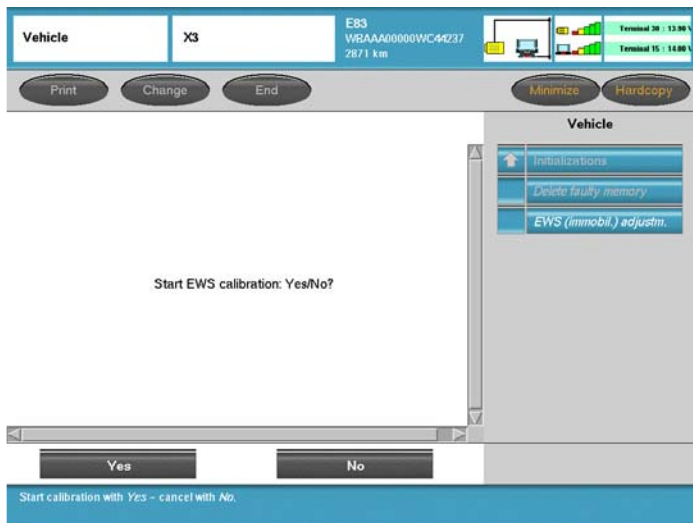 Vehicle
X3
E83
WBAAA00000WC44237
2871 km
Terminal 30 : 13.90 V
Terminal 15 : 14.80 V
Print
Change
End
Minimize
Hardcopy
Vehicle
Initializations
Delete faulty memory
EWS (immobil.) adjustm.
Start EWS calibration: Yes/No?
Yes
No
Start calibration with Yes – cancel with No.